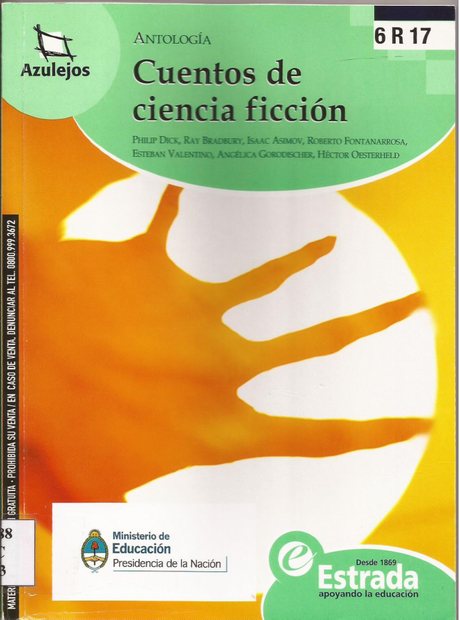 Azulejos
ANTOLOGÍA
6 R 17
Cuentos de
ciencia ficción
PHILIP DICK, RAY BRADBURY, ISAAC ASIMOV, ROBERTO FONTANARROSA,
ESTEBAN VALENTINO, ANGÉLICA GORODISCHER, HÉCTOR OESTERHELD
GRATUITA - PROHIBIDA SU VENTA / EN CASO DE VENTA, DENUNCIAR AL TEL. 0800.999.3672
Ministerio de
Educación
Presidencia de la Nación
e
Desde 1869
Estrada
apoyando la educación